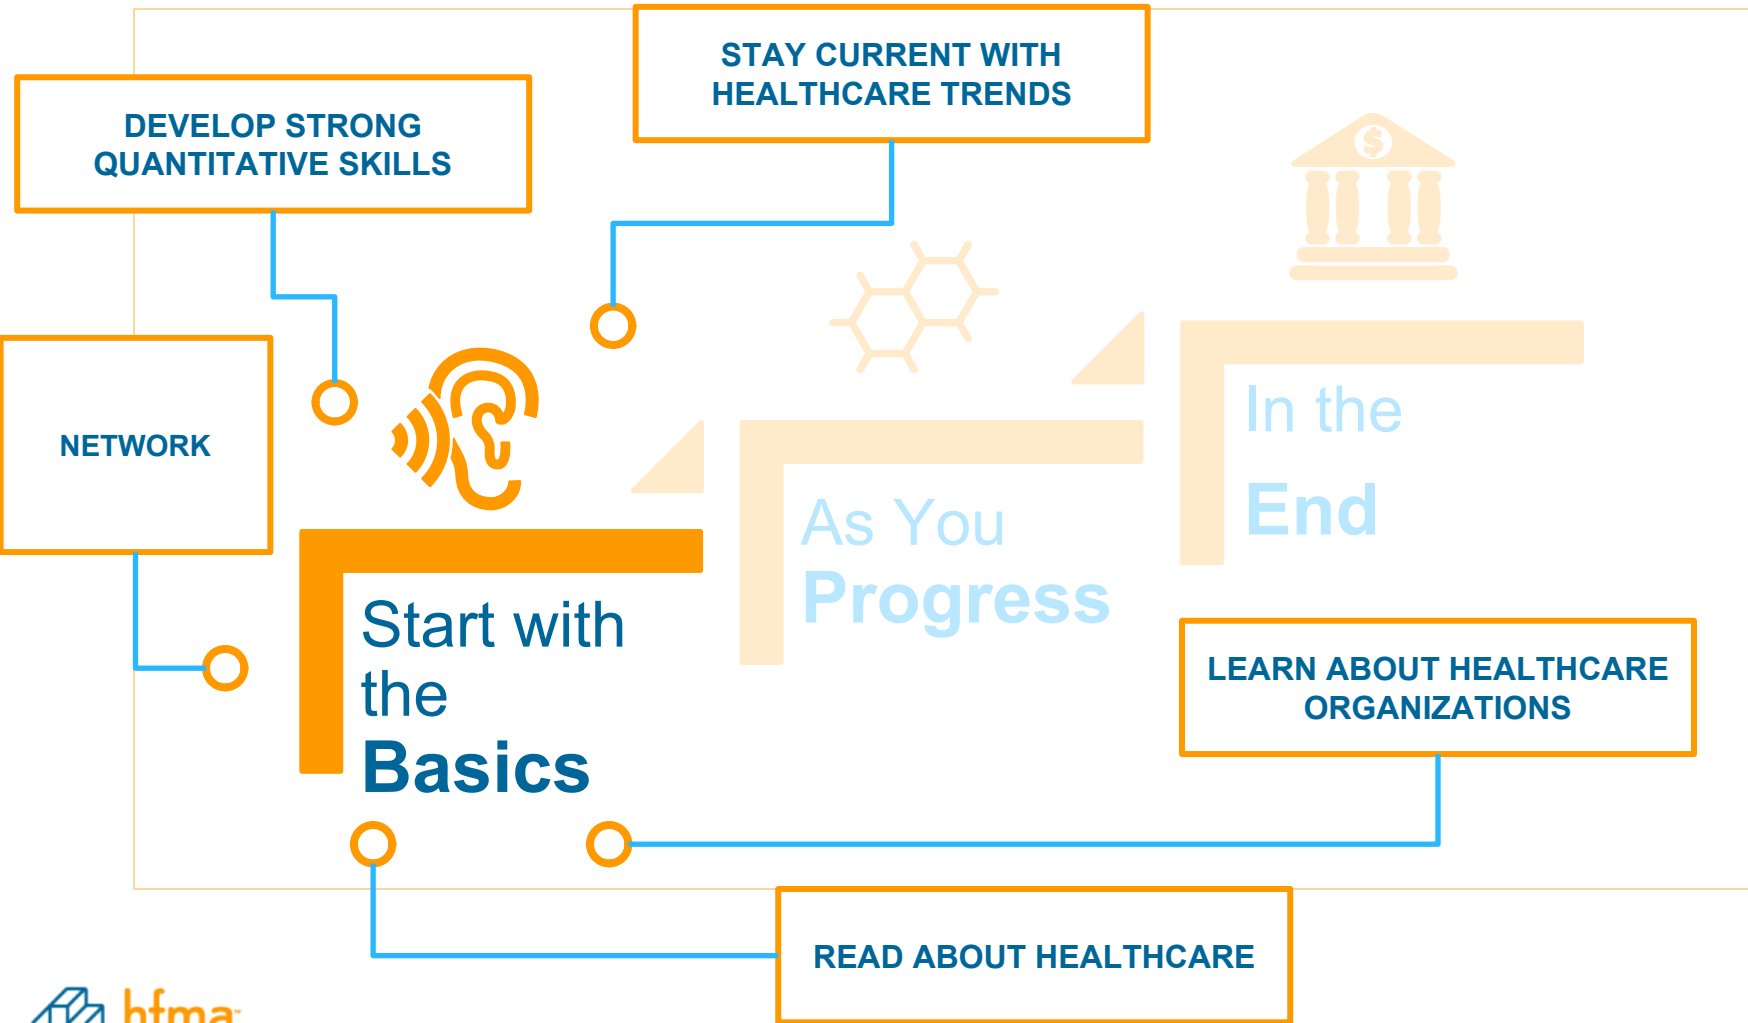 STAY CURRENT WITH
HEALTHCARE TRENDS
DEVELOP STRONG
QUANTITATIVE SKILLS
$
NETWORK
In the
End
As You
Progress
Start with
the
Basics
LEARN ABOUT HEALTHCARE
ORGANIZATIONS
READ ABOUT HEALTHCARE
hfma